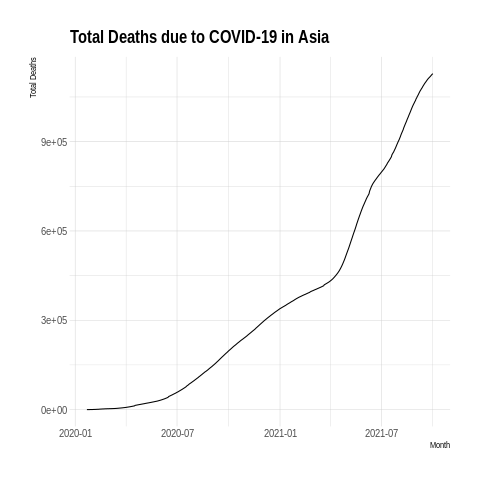 Total Deaths due to COVID-19 in Asia
Total Deaths
9e+05
6e+05
3e+05
0e+00
2020-01 2020-07 2021-01 2021-07
Month